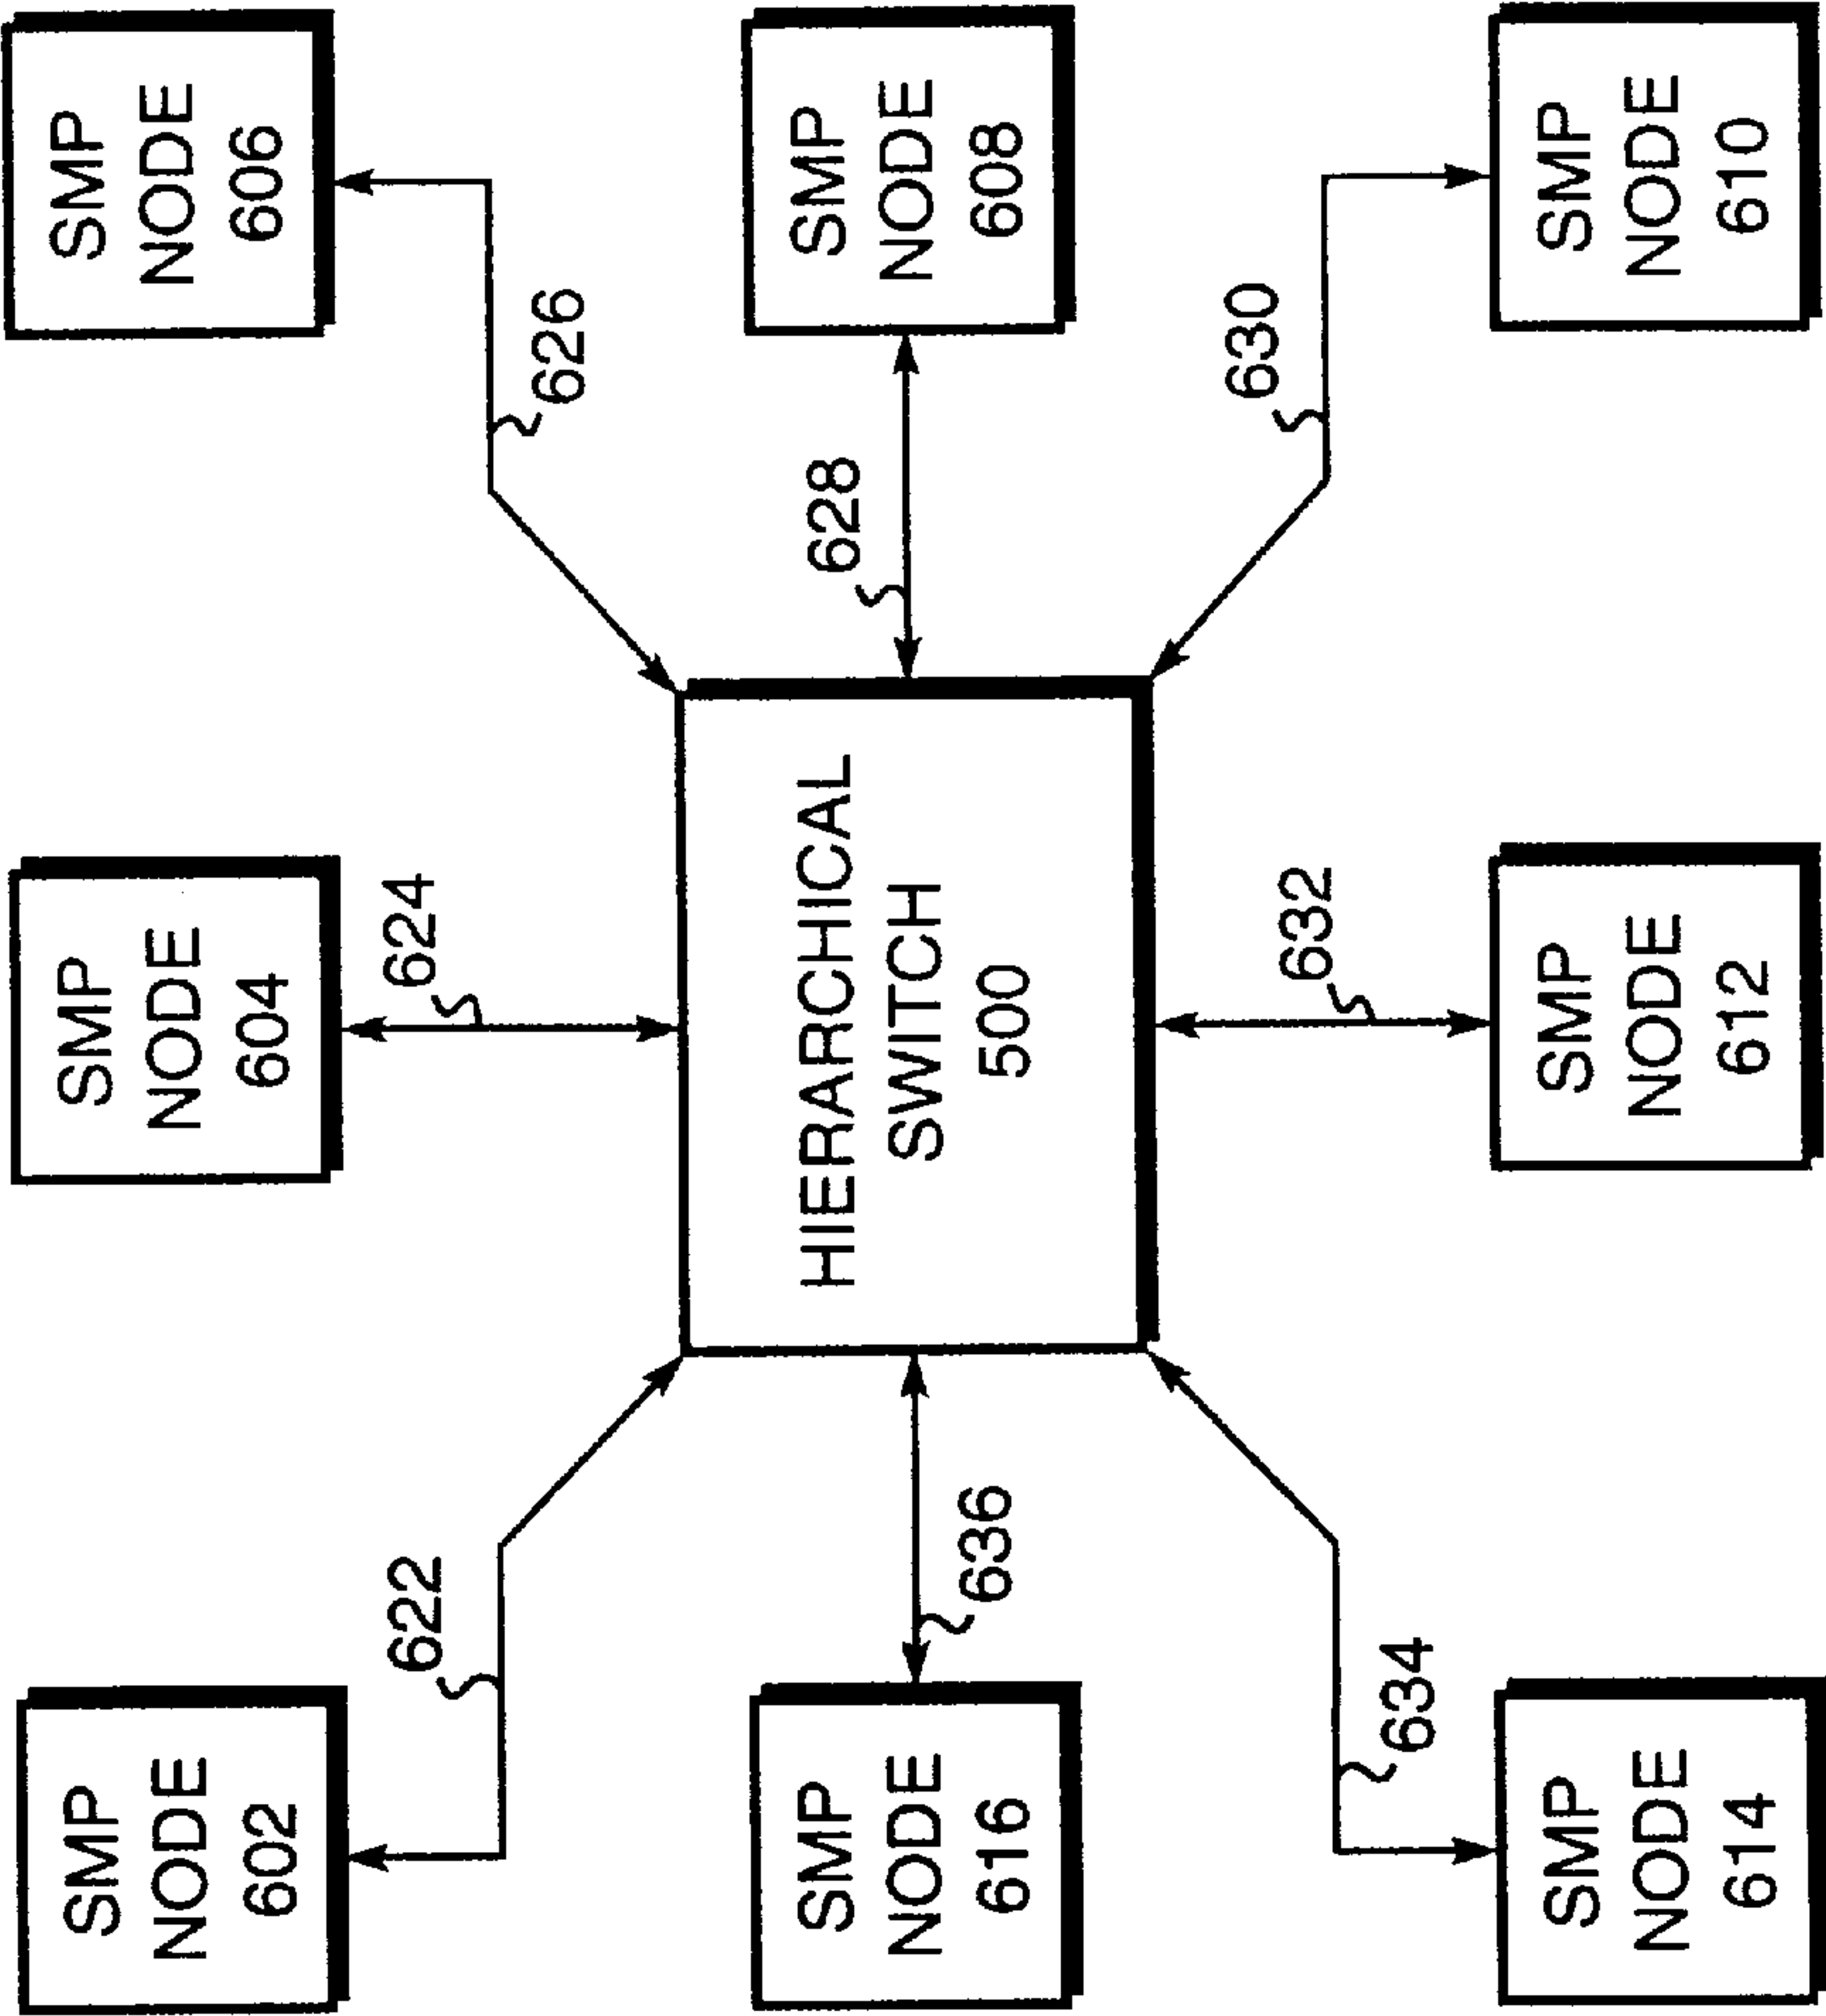 SMP
NODE
602
SMP
NODE
604
SMP
NODE
606
622
624
626
SMP
NODE
616
636
HIERARCHICAL
SWITCH
500
628
SMP
NODE
608
634
632
630
SMP
NODE
614
SMP
NODE
612
SMP
NODE
610